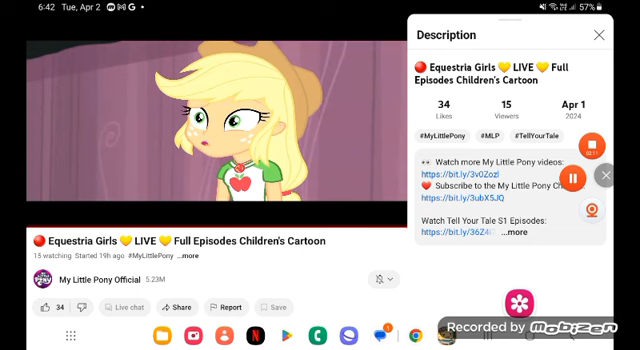 6:42 Tue, Apr 2
57%
Description
🔴 Equestria Girls 💛 LIVE 💛 Full
Episodes Children's Cartoon
34 15 Apr 1
Likes Viewers 2024
#MyLittlePony #MLP #TellYourTale
👀 Watch more My Little Pony videos:
https://bit.ly/3v0Zozl
❤️ Subscribe to the My Little Pony Ch
https://bit.ly/3ubX5JQ
Watch Tell Your Tale S1 Episodes:
https://bit.ly/36Z4 ...more
02:11
🔴 Equestria Girls 💛 LIVE 💛 Full Episodes Children's Cartoon
15 watching Started 19h ago #MyLittlePony ...more
My Little Pony Official 5.23M
34 Live chat Share Report Save
Recorded by Mobizen